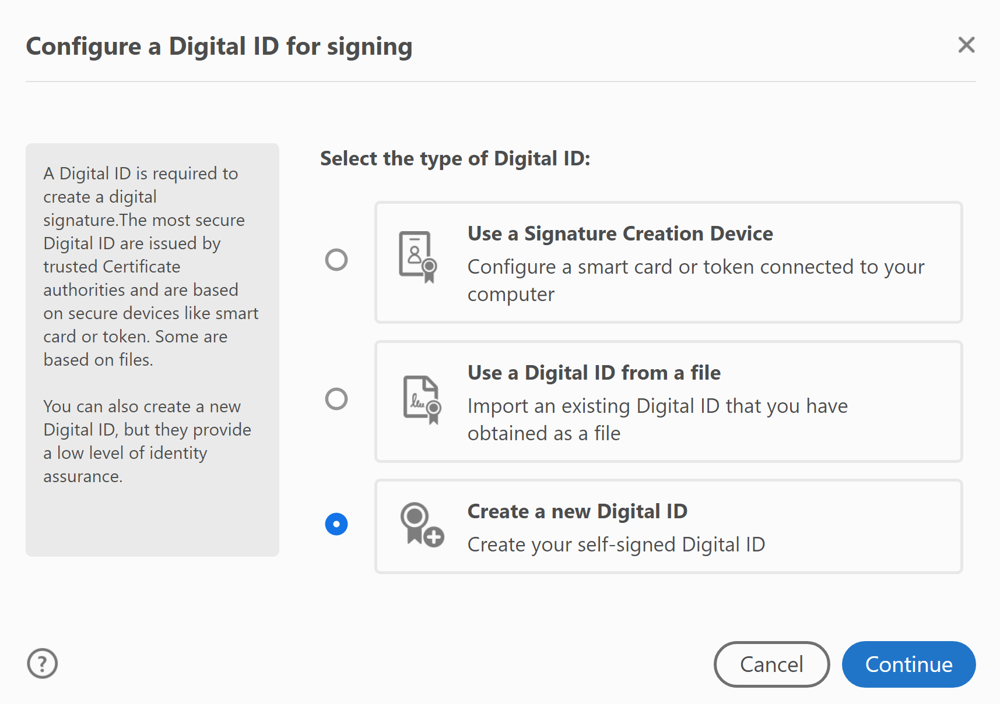 Configure a Digital ID for signing
A Digital ID is required to
create a digital
signature.The most secure
Digital ID are issued by
trusted Certificate
authorities and are based
on secure devices like smart
card or token. Some are
based on files.
You can also create a new
Digital ID, but they provide
a low level of identity
assurance.
Select the type of Digital ID:
Use a Signature Creation Device
Configure a smart card or token connected to your
computer
Use a Digital ID from a file
Import an existing Digital ID that you have
obtained as a file
Create a new Digital ID
Create your self-signed Digital ID
?
Cancel
Continue